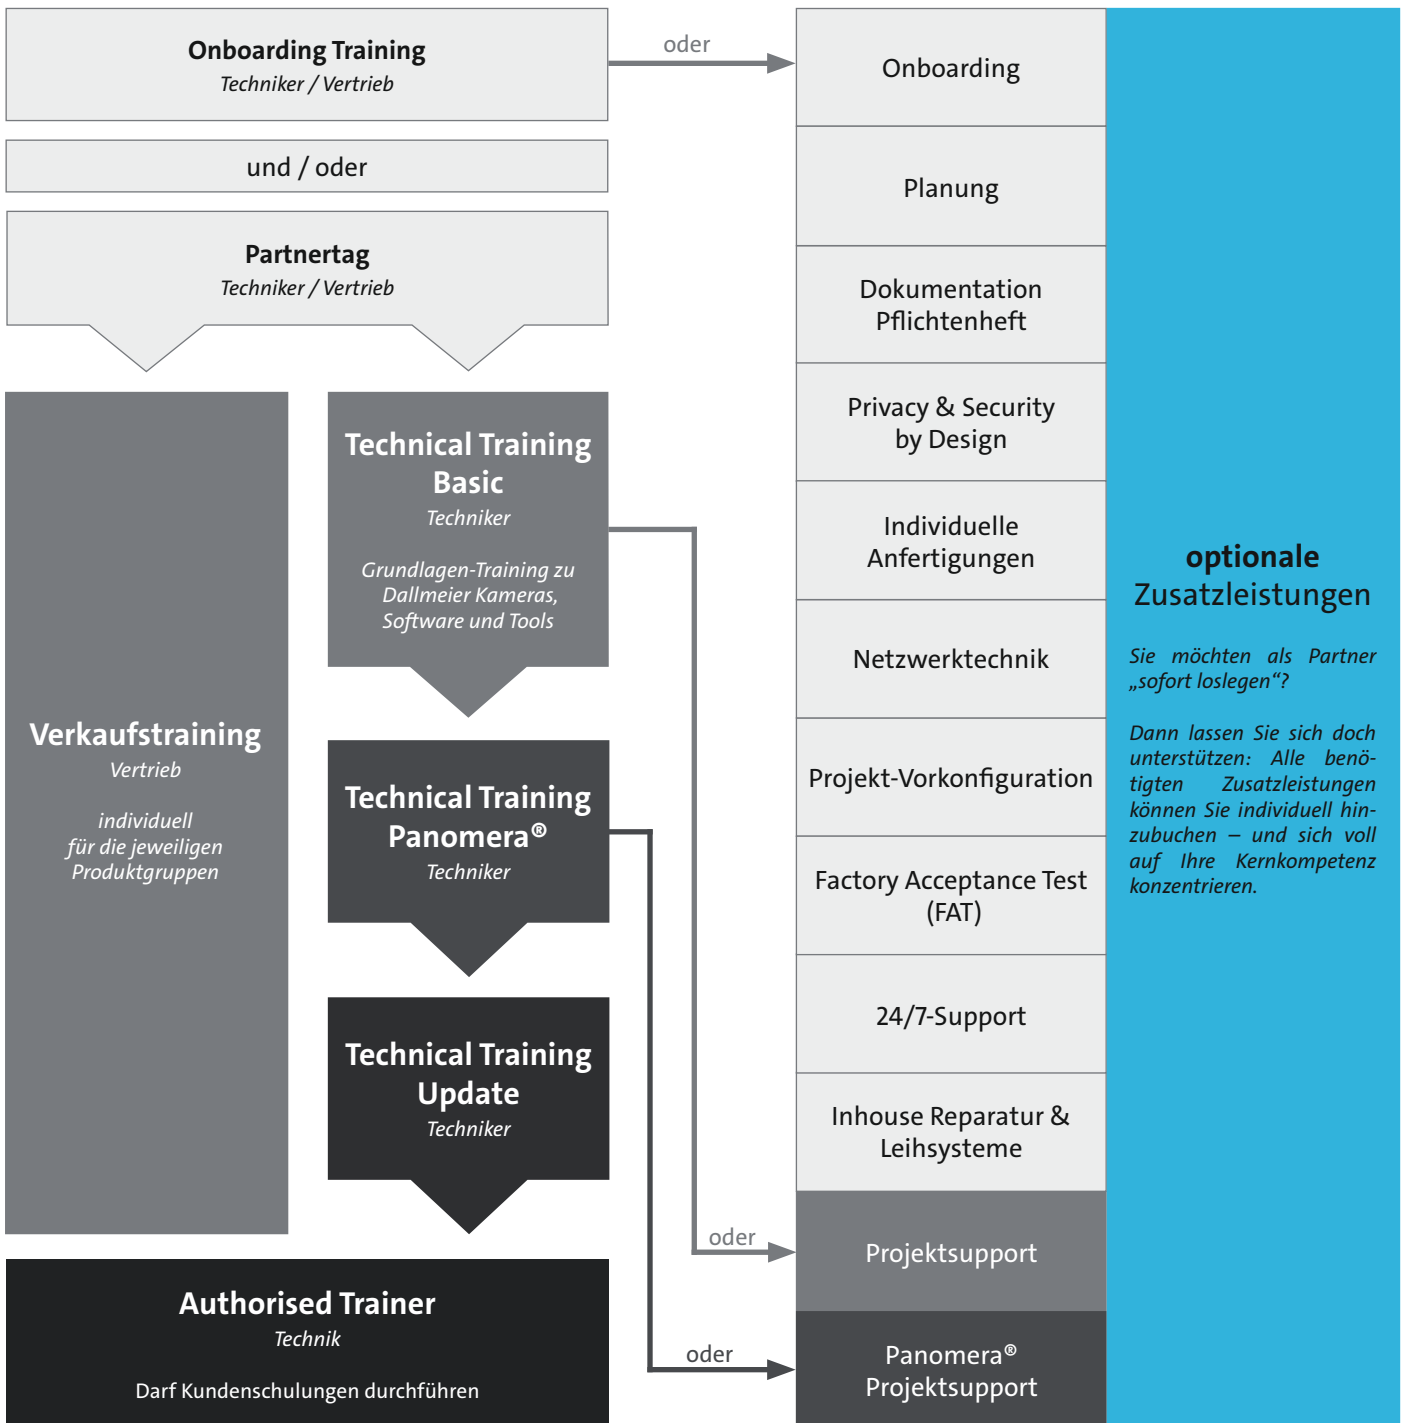 Onboarding Training
Techniker / Vertrieb
und / oder
Partnertag
Techniker / Vertrieb
Verkaufstraining
Vertrieb
individuell
für die jeweiligen
Produktgruppen
Technical Training
Basic
Techniker
Grundlagen-Training zu
Dallmeier Kameras,
Software und Tools
Technical Training
Panomera®
Techniker
Technical Training
Update
Techniker
Authorised Trainer
Technik
Darf Kundenschulungen durchführen
oder
oder
oder
Onboarding
Planung
Dokumentation
Pflichtenheft
Privacy & Security
by Design
Individuelle
Anfertigungen
Netzwerktechnik
Projekt-Vorkonfiguration
Factory Acceptance Test
(FAT)
24/7-Support
Inhouse Reparatur &
Leihsysteme
Projektsupport
Panomera®
Projektsupport
optionale
Zusatzleistungen
Sie möchten als Partner
„sofort loslegen“?
Dann lassen Sie sich doch
unterstützen: Alle benö-
tigten Zusatzleistungen
können Sie individuell hin-
zubuchen – und sich voll
auf Ihre Kernkompetenz
konzentrieren.